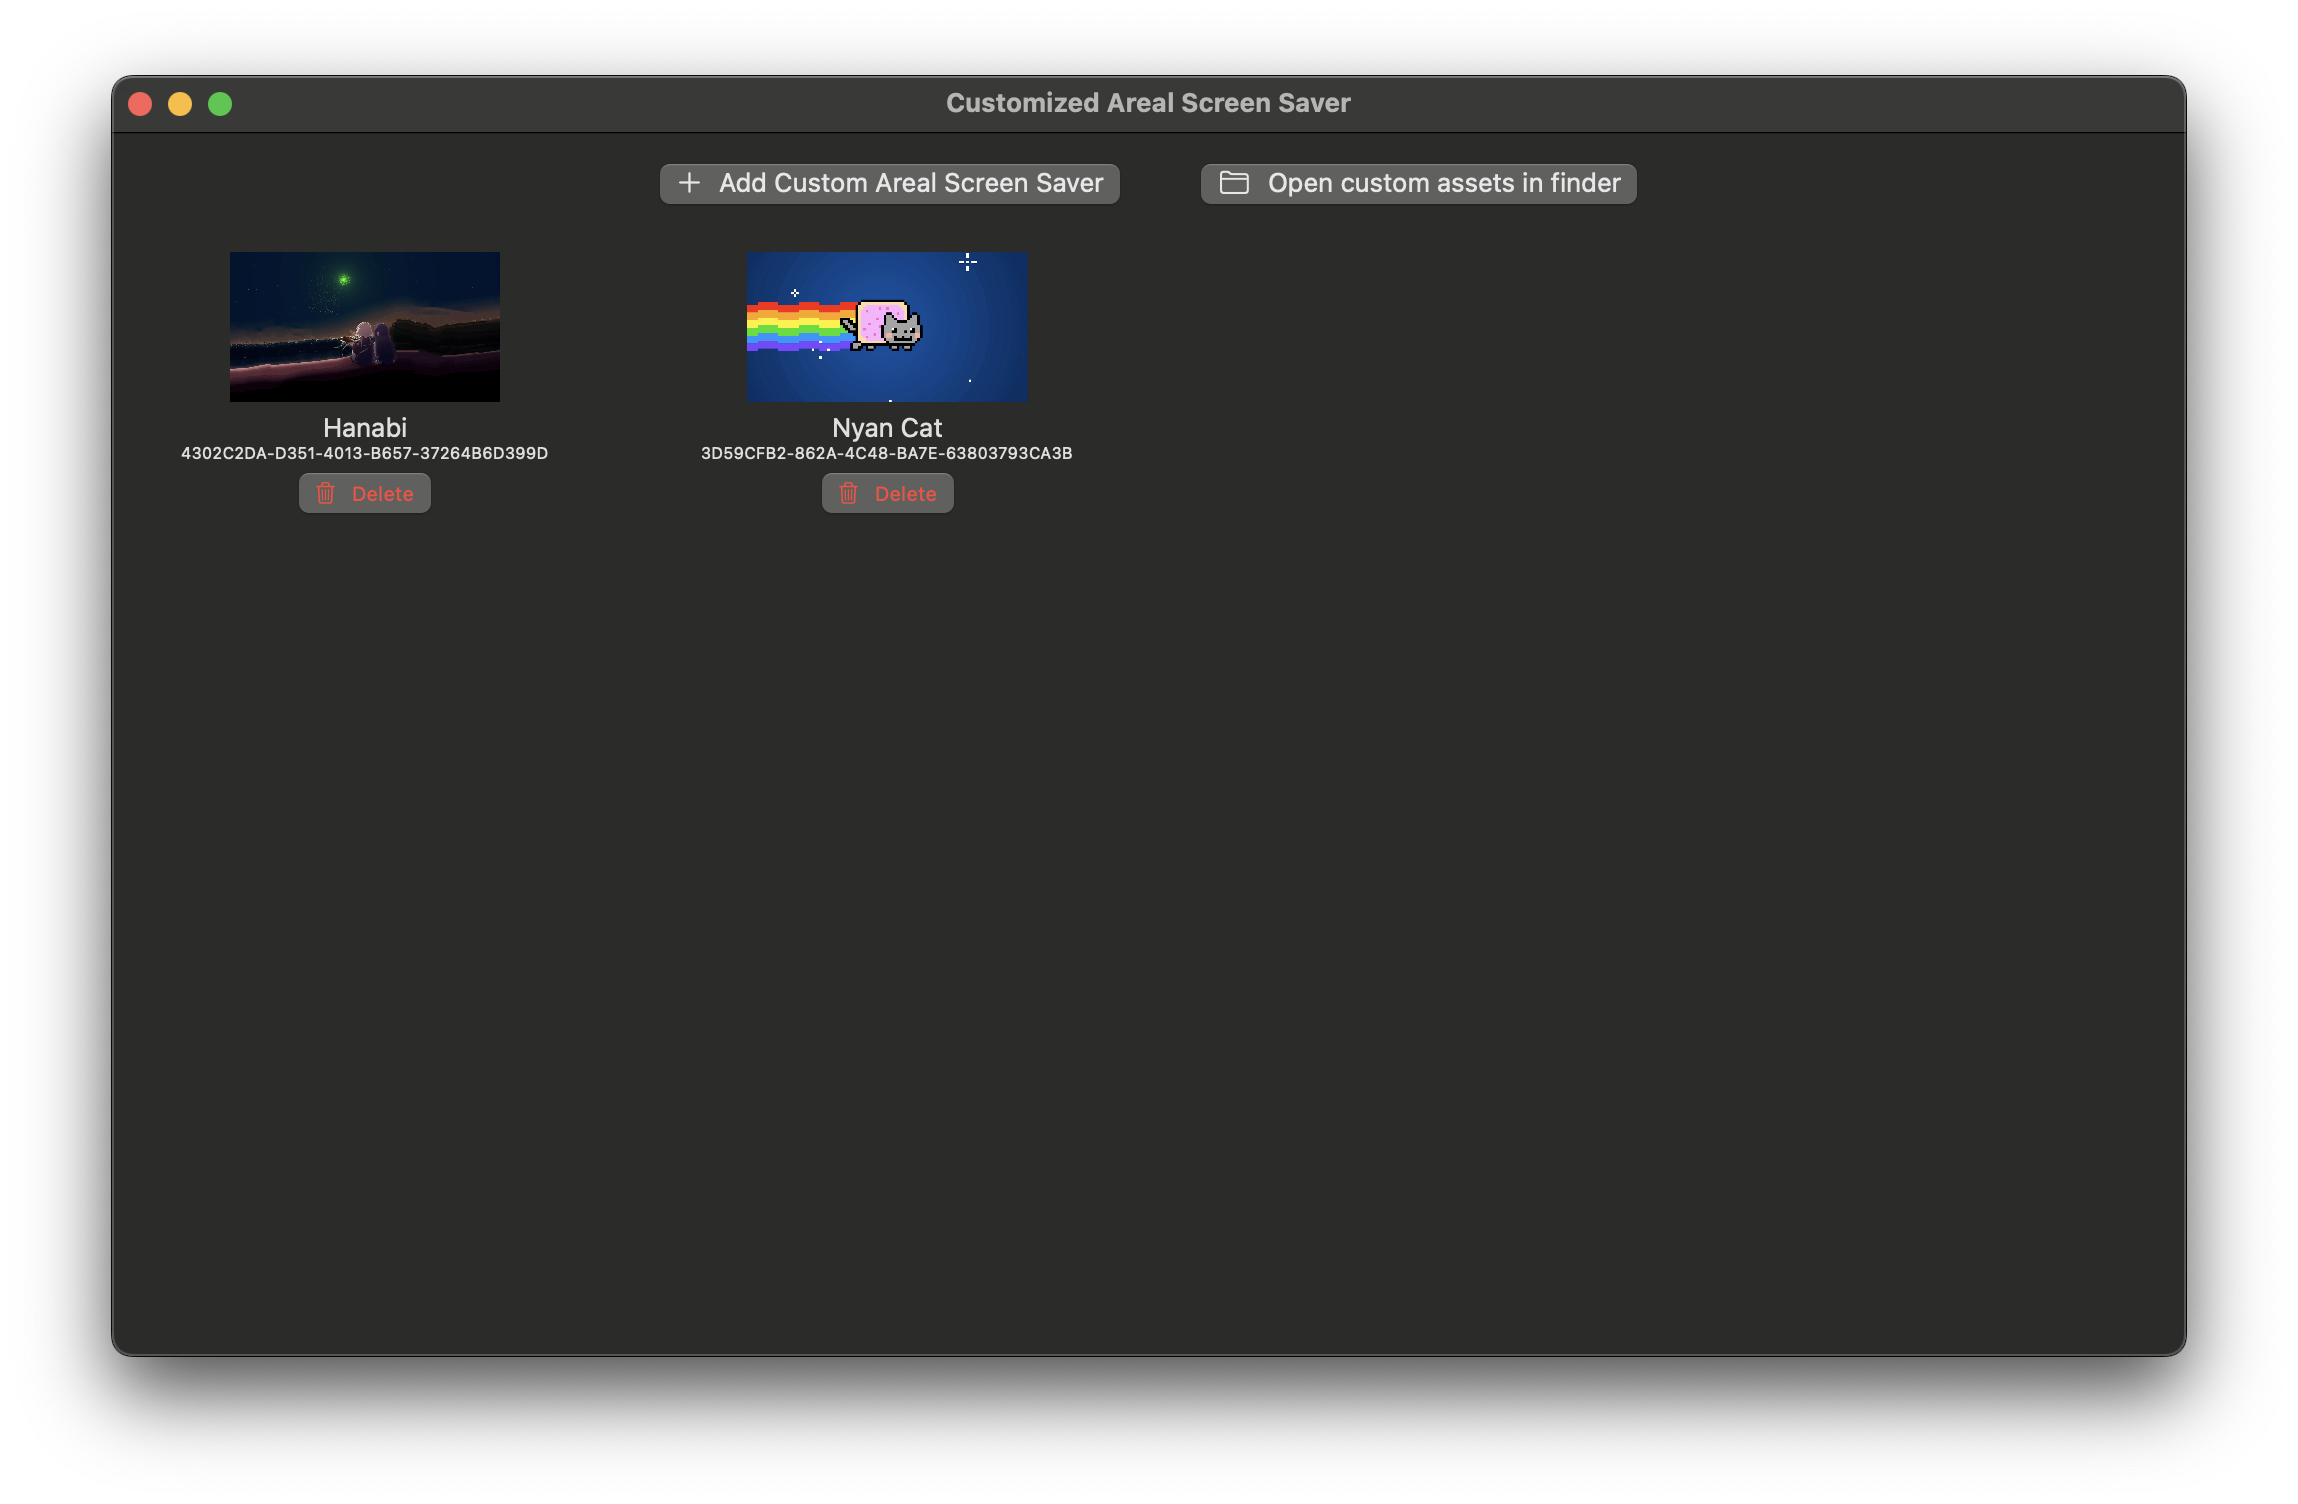 Customized Areal Screen Saver
Add Custom Areal Screen Saver
Open custom assets in finder
Hanabi
4302C2DA-D351-4013-B657-37264B6D399D
Delete
Nyan Cat
3D59CFB2-862A-4C48-BA7E-63803793CA3B
Delete